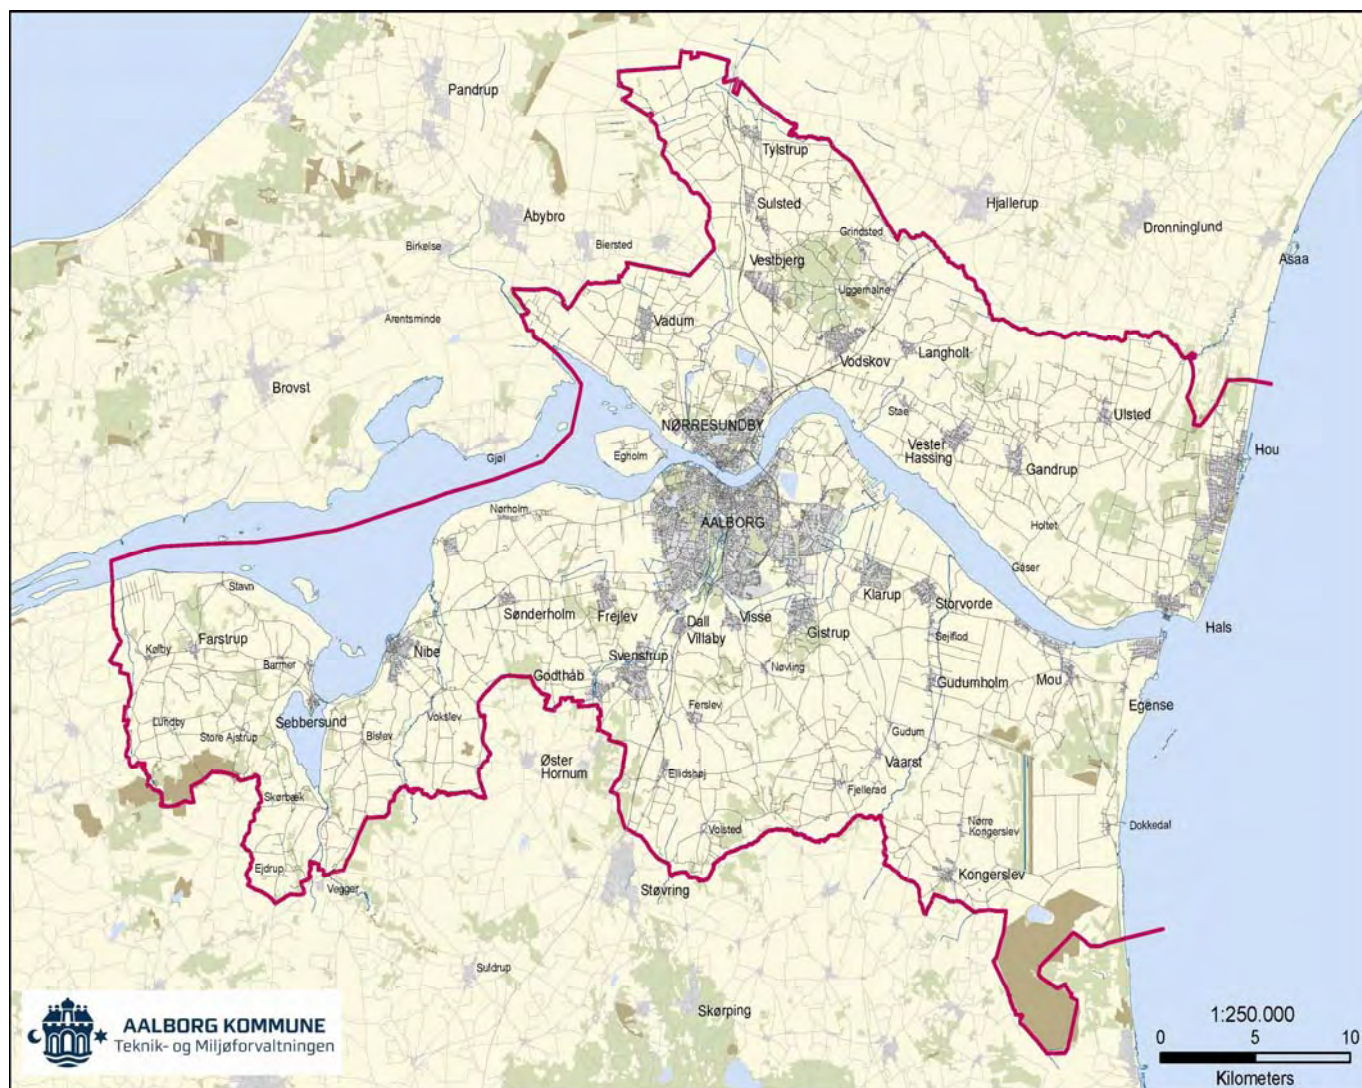 Pandrup
Tylstrup
Sulsted
Hjallerup
Åbybro
Dronninglund
Grindsted
Birkelse
Biersted
Asaa
Vestbjerg
Uggerhalne
Arentsminde
Vadum
Langholt
Vodskov
Brovst
Stae
Ulsted
NØRRESUNDBY
Vester
Hassing
Hou
Gjøl
Egholm
Gandrup
Nørholm
AALBORG
Holtet
Gåser
Stavn
Klarup
Sønderholm
Frejlev
Storvorde
Dall
Villaby
Visse
Hals
Gistrup
Sejlflod
Farstrup
Kølby
Nibe
Barmer
Svenstrup
Godthåb
Nøvling
Mou
Gudumholm
Egense
Ferslev
Lundby
Sebbersund
Vokslev
Store Ajstrup
Bislev
Gudum
Øster
Hornum
Vaarst
Ellidshøj
Fjellerad
Skørbæk
Volsted
Nørre
Kongerslev
Dokkedal
Ejdrup
Vegger
Kongerslev
Støvring
Suldrup
Skørping
AALBORG KOMMUNE
Teknik- og Miljøforvaltningen
1:250.000
0 5 10
Kilometers